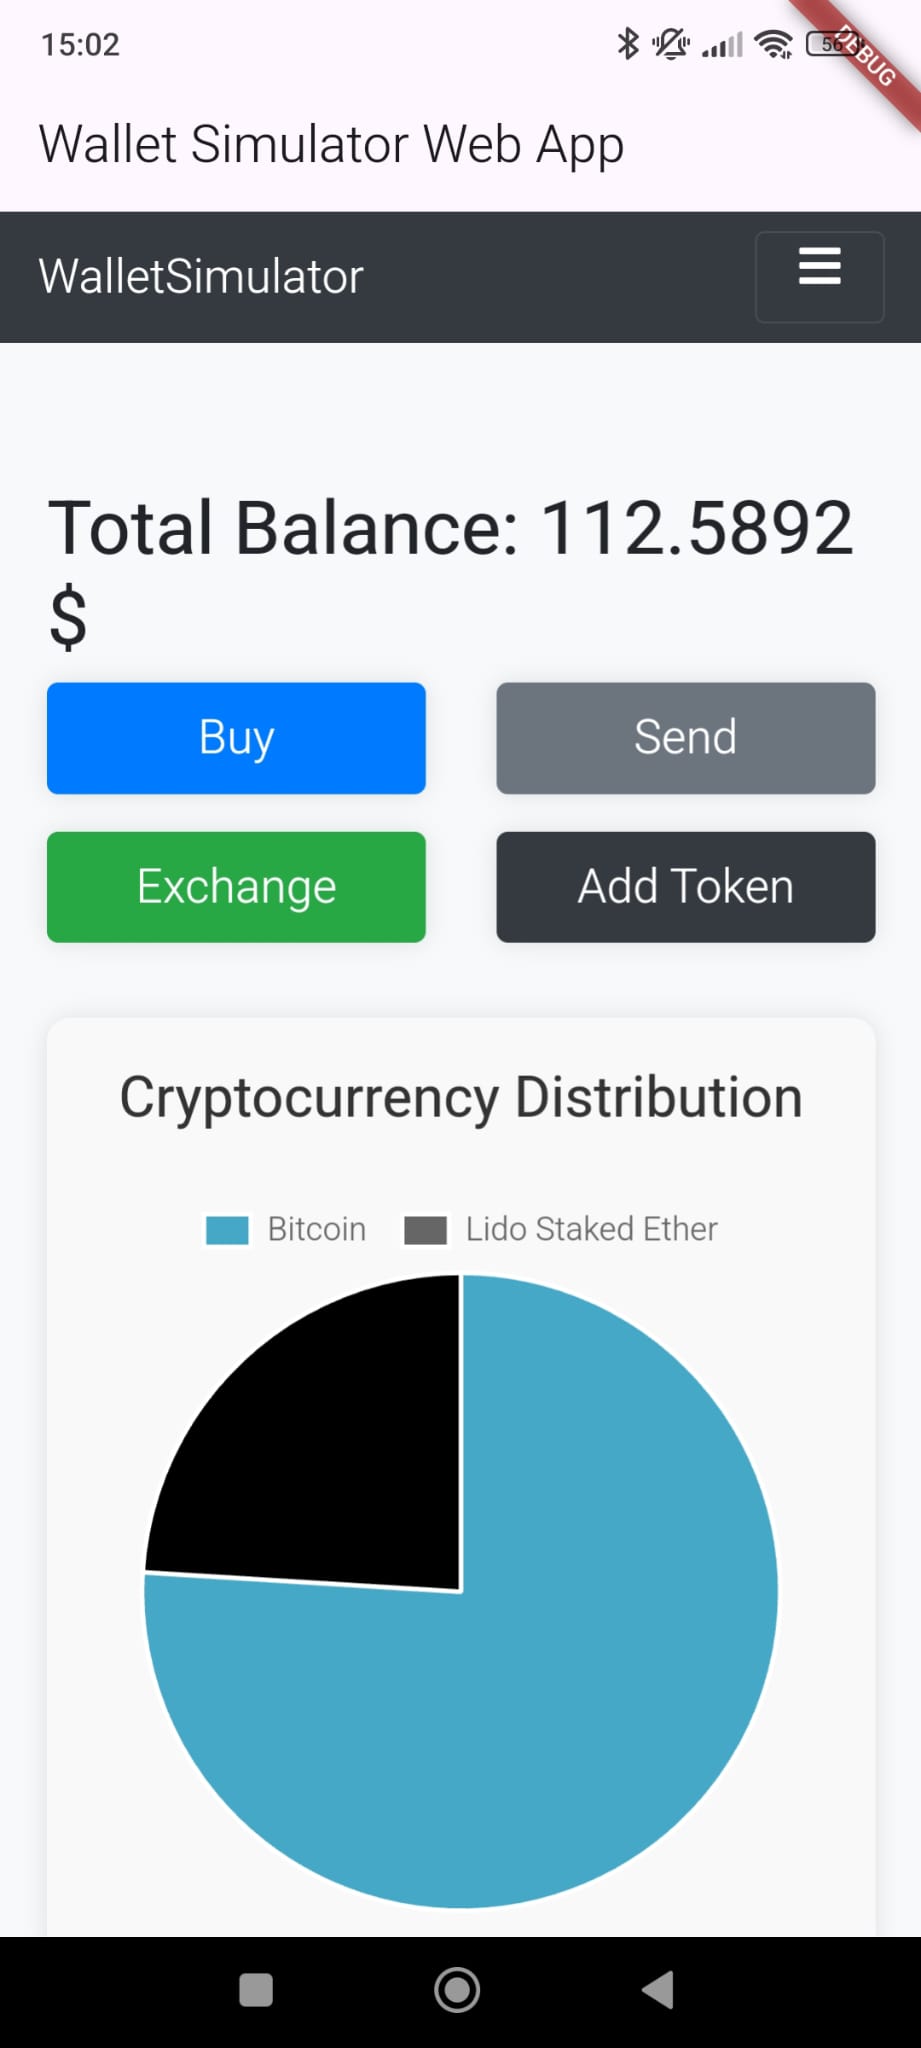 15:02
56
DEBUG
Wallet Simulator Web App
WalletSimulator
Total Balance: 112.5892
$
Buy
Send
Exchange
Add Token
Cryptocurrency Distribution
Bitcoin
Lido Staked Ether